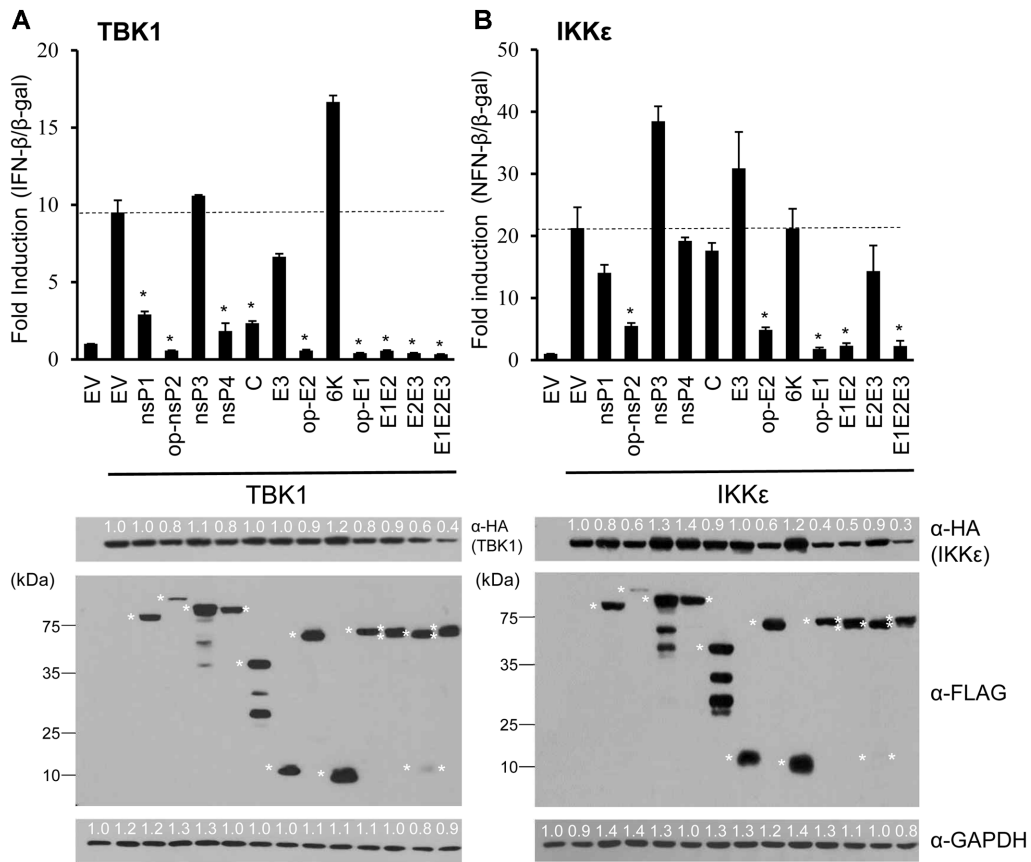 A TBK1
20
15
10
5
0
Fold Induction (IFN-β/β-gal)
EV EV nsP1 op-nsP2 nsP3 nsP4 C E3 op-E2 6K op-E1 E1E2 E2E3 E1E2E3
* * * * * * * * *
TBK1
1.0 1.0 0.8 1.1 0.8 1.0 1.0 0.9 1.2 0.8 0.9 0.6 0.4
α-HA
(TBK1)
(kDa)
75
35
25
10
1.0 1.2 1.2 1.3 1.3 1.0 1.0 1.1 1.1 1.1 1.0 0.8 0.9
B IKKε
50
40
30
20
10
0
Fold induction (NFN-β/β-gal)
EV EV nsP1 op-nsP2 nsP3 nsP4 C E3 op-E2 6K op-E1 E1E2 E2E3 E1E2E3
* * * * *
IKKε
1.0 0.8 0.6 1.3 1.4 0.9 1.0 0.6 1.2 0.4 0.5 0.9 0.3
α-HA
(IKKε)
(kDa)
75
35
25
10
α-FLAG
1.0 0.9 1.4 1.4 1.3 1.0 1.3 1.2 1.4 1.3 1.1 1.0 0.8
α-GAPDH